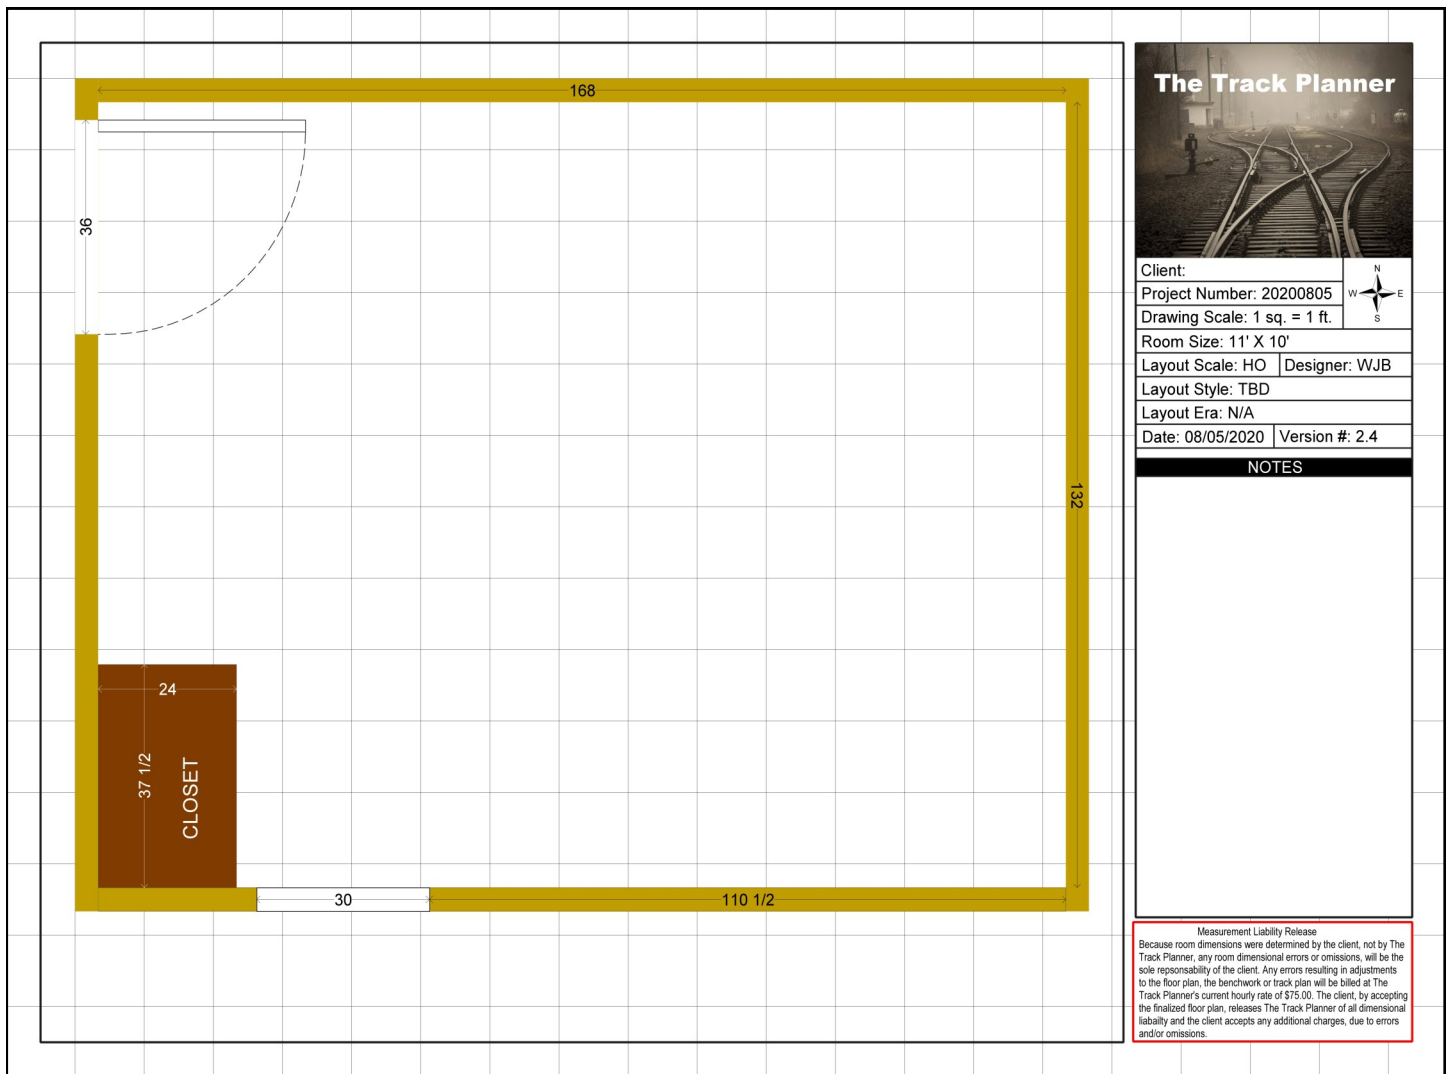 168
36
132
24
37 1/2
CLOSET
30
110 1/2
The Track Planner
Client:
Project Number: 20200805
Drawing Scale: 1 sq. = 1 ft.
N
W E
S
Room Size: 11' X 10'
Layout Scale: HO Designer: WJB
Layout Style: TBD
Layout Era: N/A
Date: 08/05/2020 Version #: 2.4
NOTES
Measurement Liability Release
Because room dimensions were determined by the client, not by The
Track Planner, any room dimensional errors or omissions, will be the
sole repsonsability of the client. Any errors resulting in adjustments
to the floor plan, the benchwork or track plan will be billed at The
Track Planner's current hourly rate of $75.00. The client, by accepting
the finalized floor plan, releases The Track Planner of all dimensional
liabailty and the client accepts any additional charges, due to errors
and/or omissions.